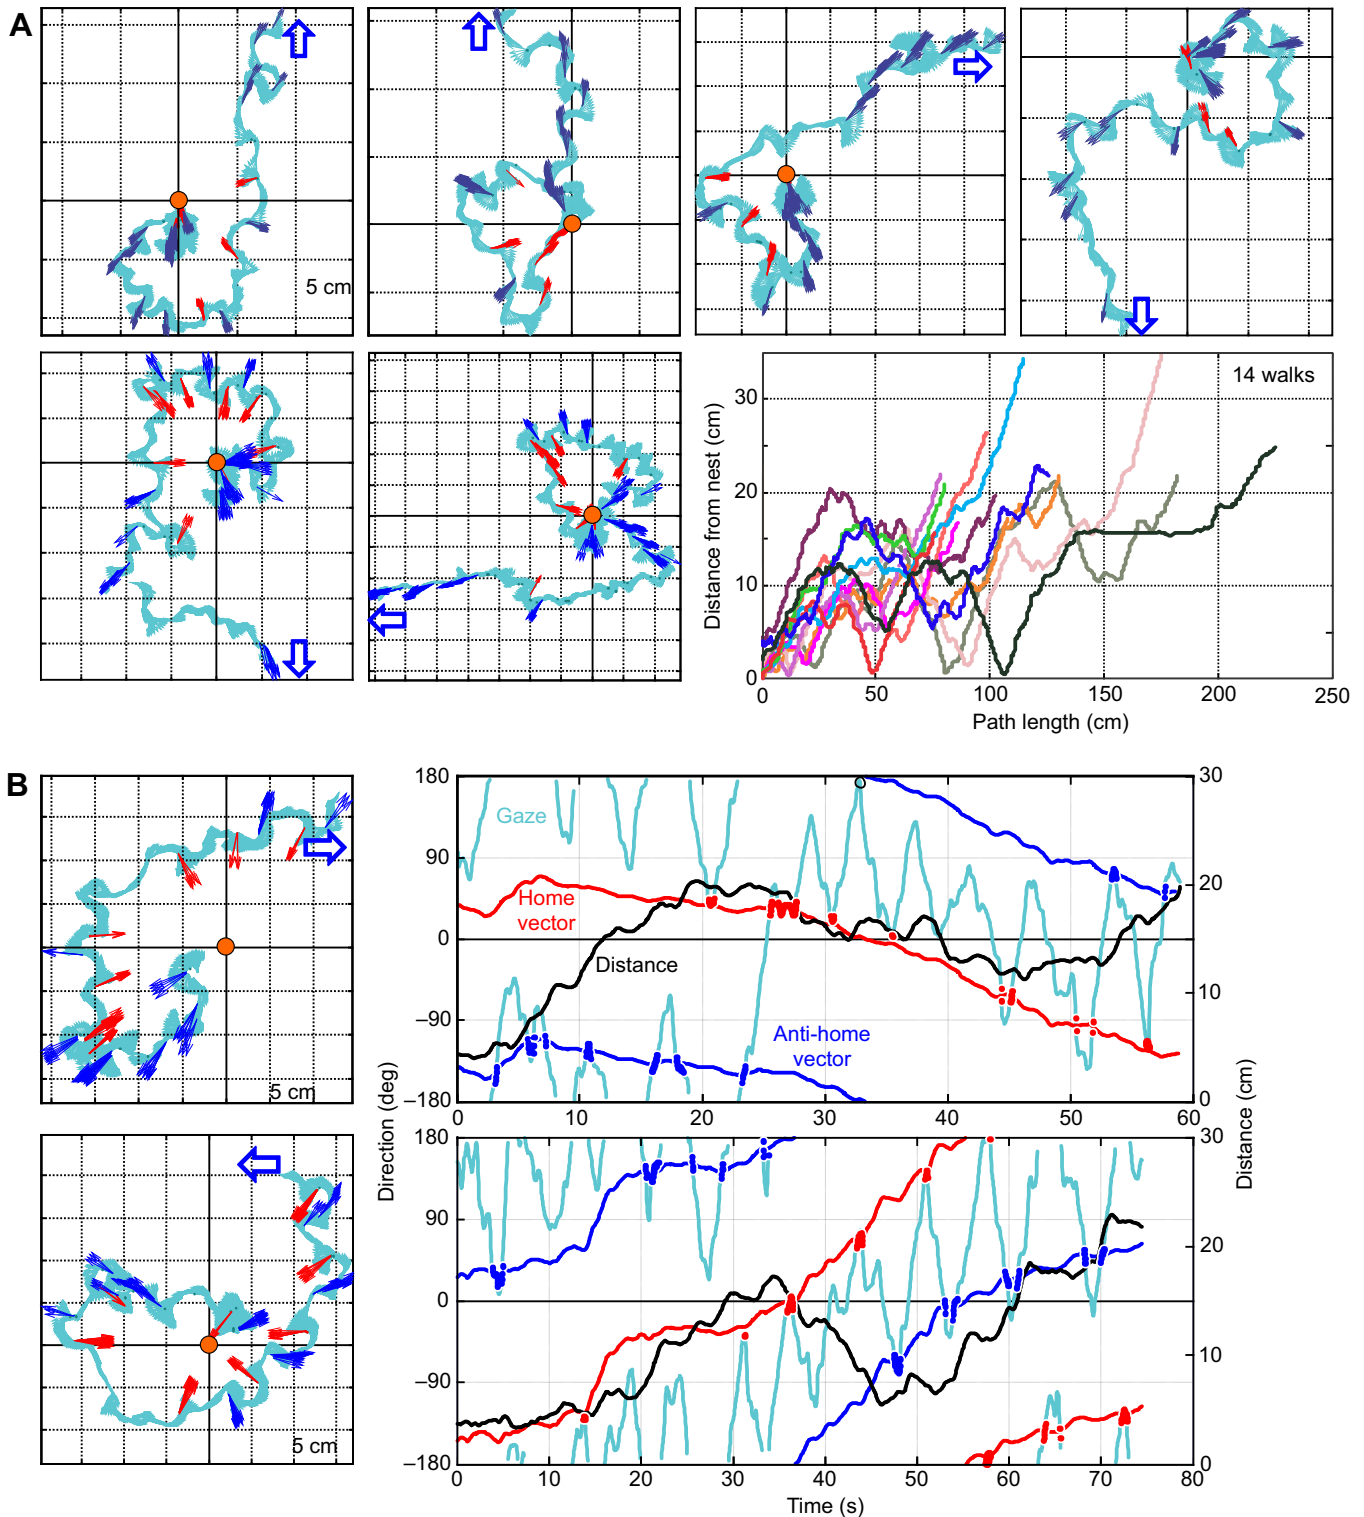 A
5 cm
14 walks
Distance from nest (cm)
30
20
10
0
0
50
100
150
200
250
Path length (cm)
B
5 cm
5 cm
Direction (deg)
180
90
0
–90
–180
Gaze
Home
vector
Distance
Anti-home
vector
30
20
10
0
0
10
20
30
40
50
60
Distance (cm)
180
90
0
–90
–180
30
20
10
0
0
10
20
30
40
50
60
70
80
Time (s)